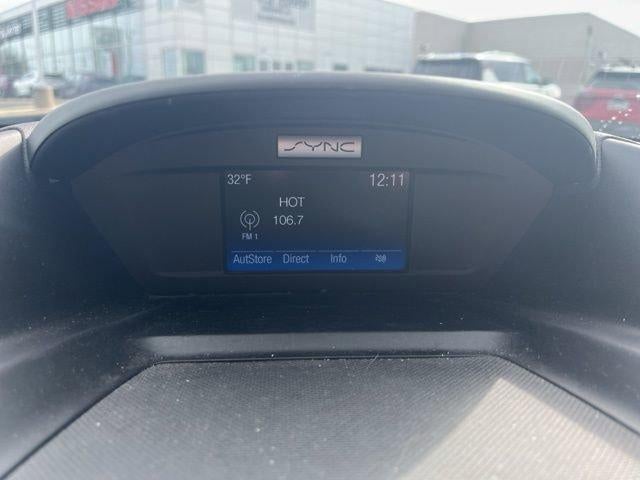 SYNC
32°F 12:11
HOT
106.7
FM 1
AutStore Direct Info